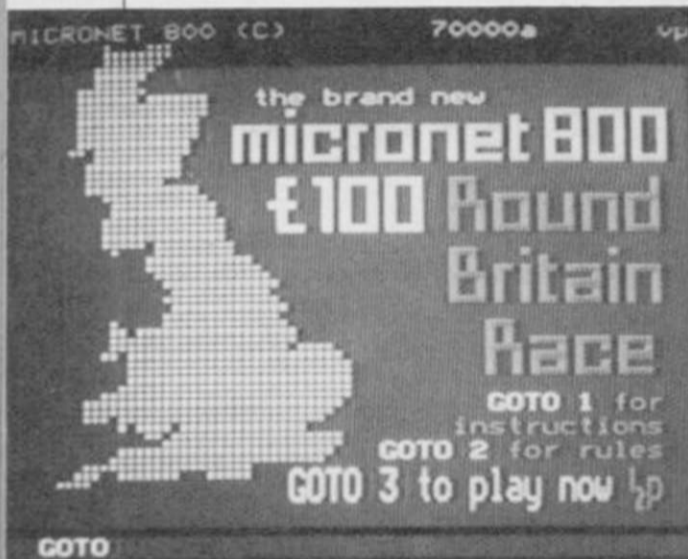 MICRONET 800 (C) 70000a vp
the brand new
micronet 800
£100 Round
Britain
Race
GOTO 1 for
instructions
GOTO 2 for rules
GOTO 3 to play now ½p
GOTO